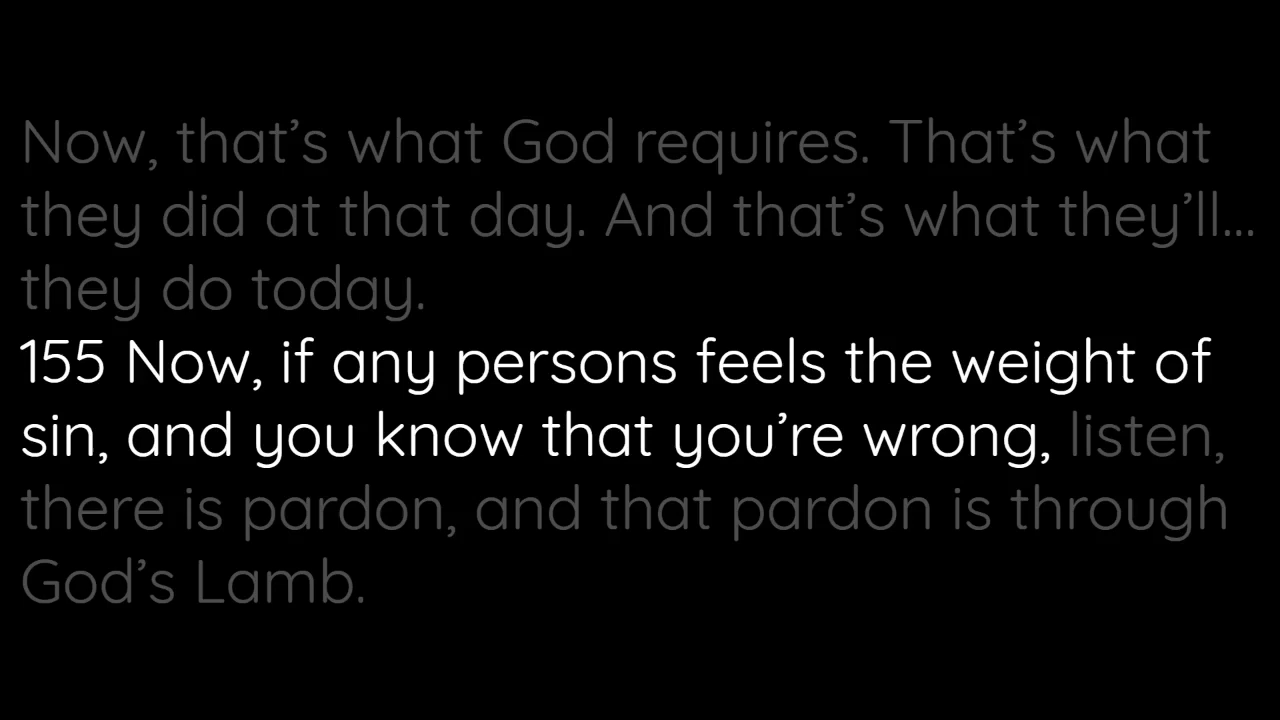 Now, that’s what God requires. That’s what
they did at that day. And that’s what they’ll...
they do today.
155 Now, if any persons feels the weight of
sin, and you know that you’re wrong, listen,
there is pardon, and that pardon is through
God’s Lamb.